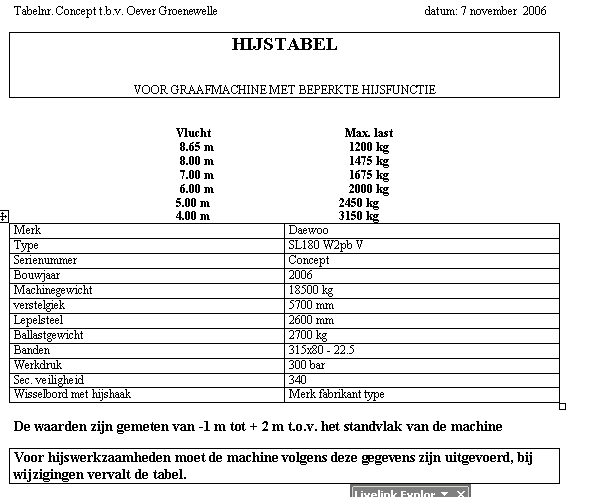 Tabelnr. Concept t.b.v. Oever Groenewelle datum: 7 november 2006
HIJSTABEL
VOOR GRAAFMACHINE MET BEPERKTE HIJSFUNCTIE
Vlucht Max. last
8.65 m 1200 kg
8.00 m 1475 kg
7.00 m 1675 kg
6.00 m 2000 kg
5.00 m 2450 kg
4.00 m 3150 kg
Merk Daewoo
Type SL180 W2pb V
Serienummer Concept
Bouwjaar 2006
Machinegewicht 18500 kg
verstelgiek 5700 mm
Lepelsteel 2600 mm
Ballastgewicht 2700 kg
Banden 315x80 - 22.5
Werkdruk 300 bar
Sec. veiligheid 340
Wisselbord met hijshaak Merk fabrikant type
De waarden zijn gemeten van -1 m tot + 2 m t.o.v. het standvlak van de machine
Voor hijswerkzaamheden moet de machine volgens deze gegevens zijn uitgevoerd, bij
wijzigingen vervalt de tabel.
Livelink Explor